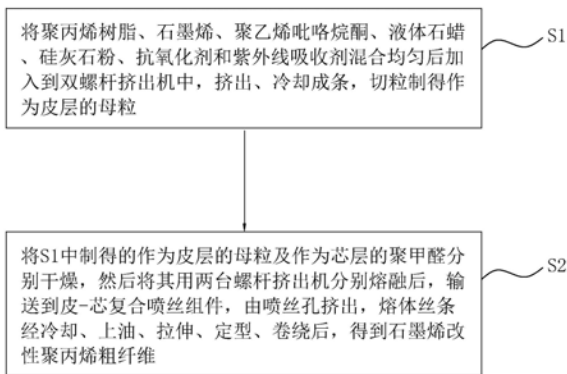 将聚丙烯树脂、石墨烯、聚乙烯吡咯烷酮、液体石蜡
、硅灰石粉、抗氧化剂和紫外线吸收剂混合均匀后加
入到双螺杆挤出机中，挤出、冷却成条，切粒制得作
为皮层的母粒
S1
将S1中制得的作为皮层的母粒及作为芯层的聚甲醛分
别干燥，然后将其用两台螺杆挤出机分别熔融后，输
送到皮-芯复合喷丝组件，由喷丝孔挤出，熔体丝条
经冷却、上油、拉伸、定型、卷绕后，得到石墨烯改
性聚丙烯粗纤维
S2